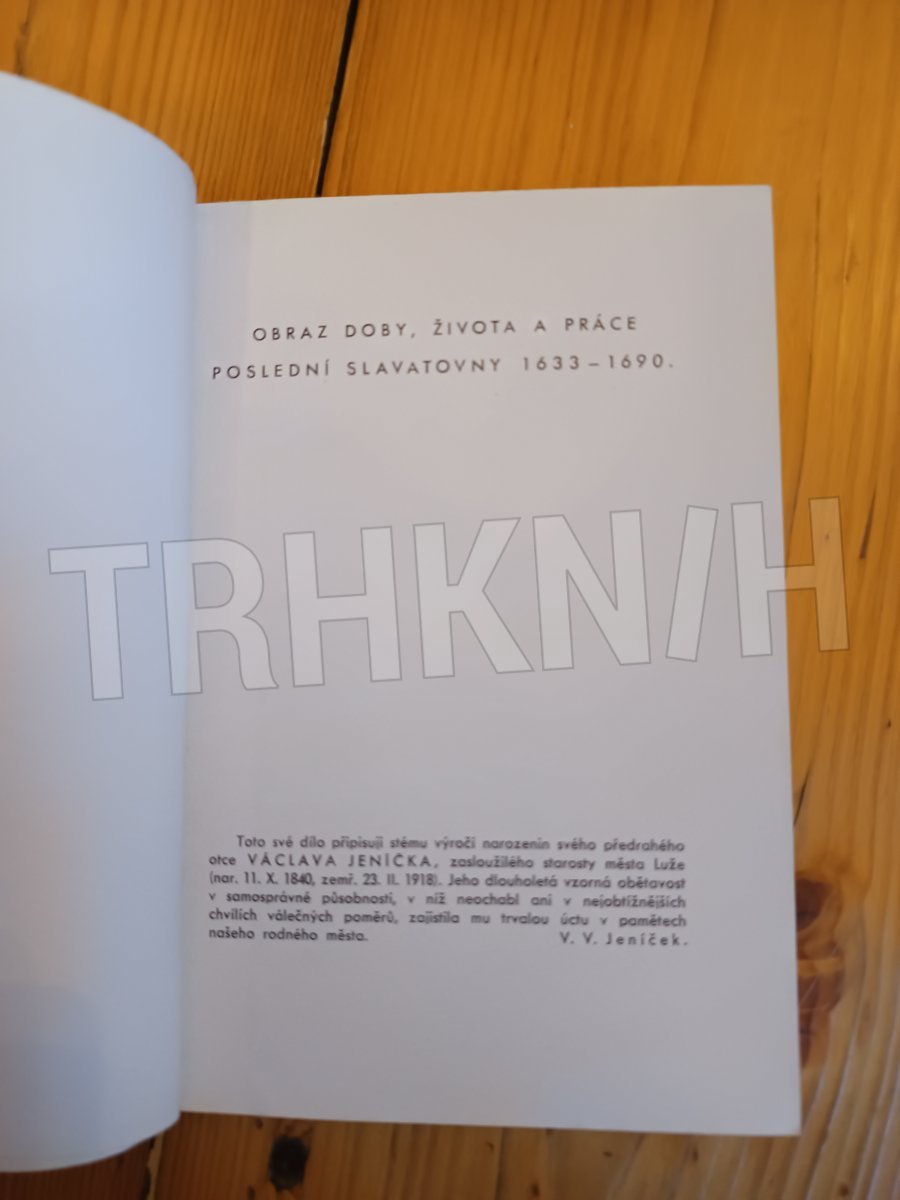 OBRAZ DOBY, ŽIVOTA A PRÁCE
POSLEDNÍ SLAVATOVNY 1633–1690.
TRHKN/H
Toto své dílo připisuji stému výročí narozenin svého předrahého
otce VÁCLAVA JENÍČKA, zasloužilého starosty města Luže
(nar. 11. X. 1840, zemř. 23. II. 1918). Jeho dlouholetá vzorná obětavost
v samosprávné působnosti, v níž neochabl ani v nejobtížnějších
chvílích válečných poměrů, zajistila mu trvalou úctu v pamětech
našeho rodného města. V. V. Jeníček.